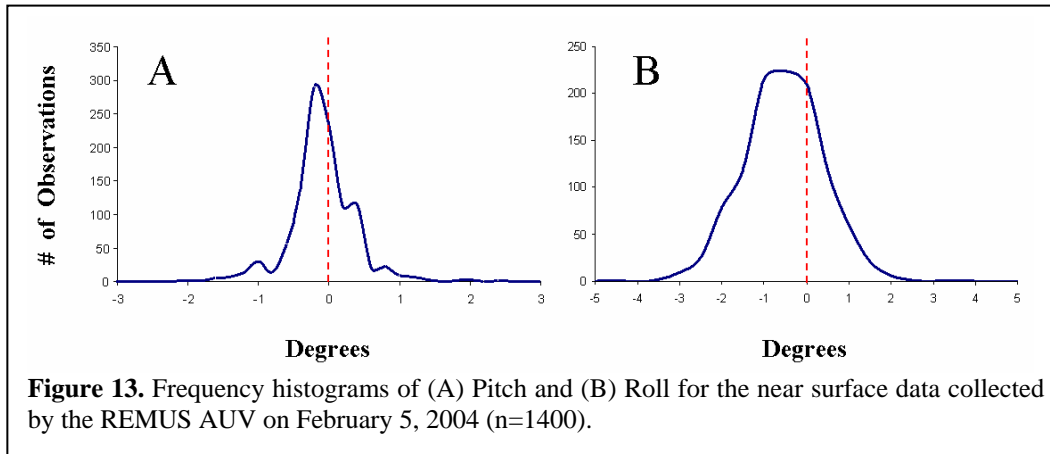 A
B
# of Observations
350
300
250
200
150
100
50
0
-3 -2 -1 0 1 2 3
Degrees
250
200
150
100
50
0
-5 -4 -3 -2 -1 0 1 2 3 4 5
Degrees
Figure 13. Frequency histograms of (A) Pitch and (B) Roll for the near surface data collected
by the REMUS AUV on February 5, 2004 (n=1400).